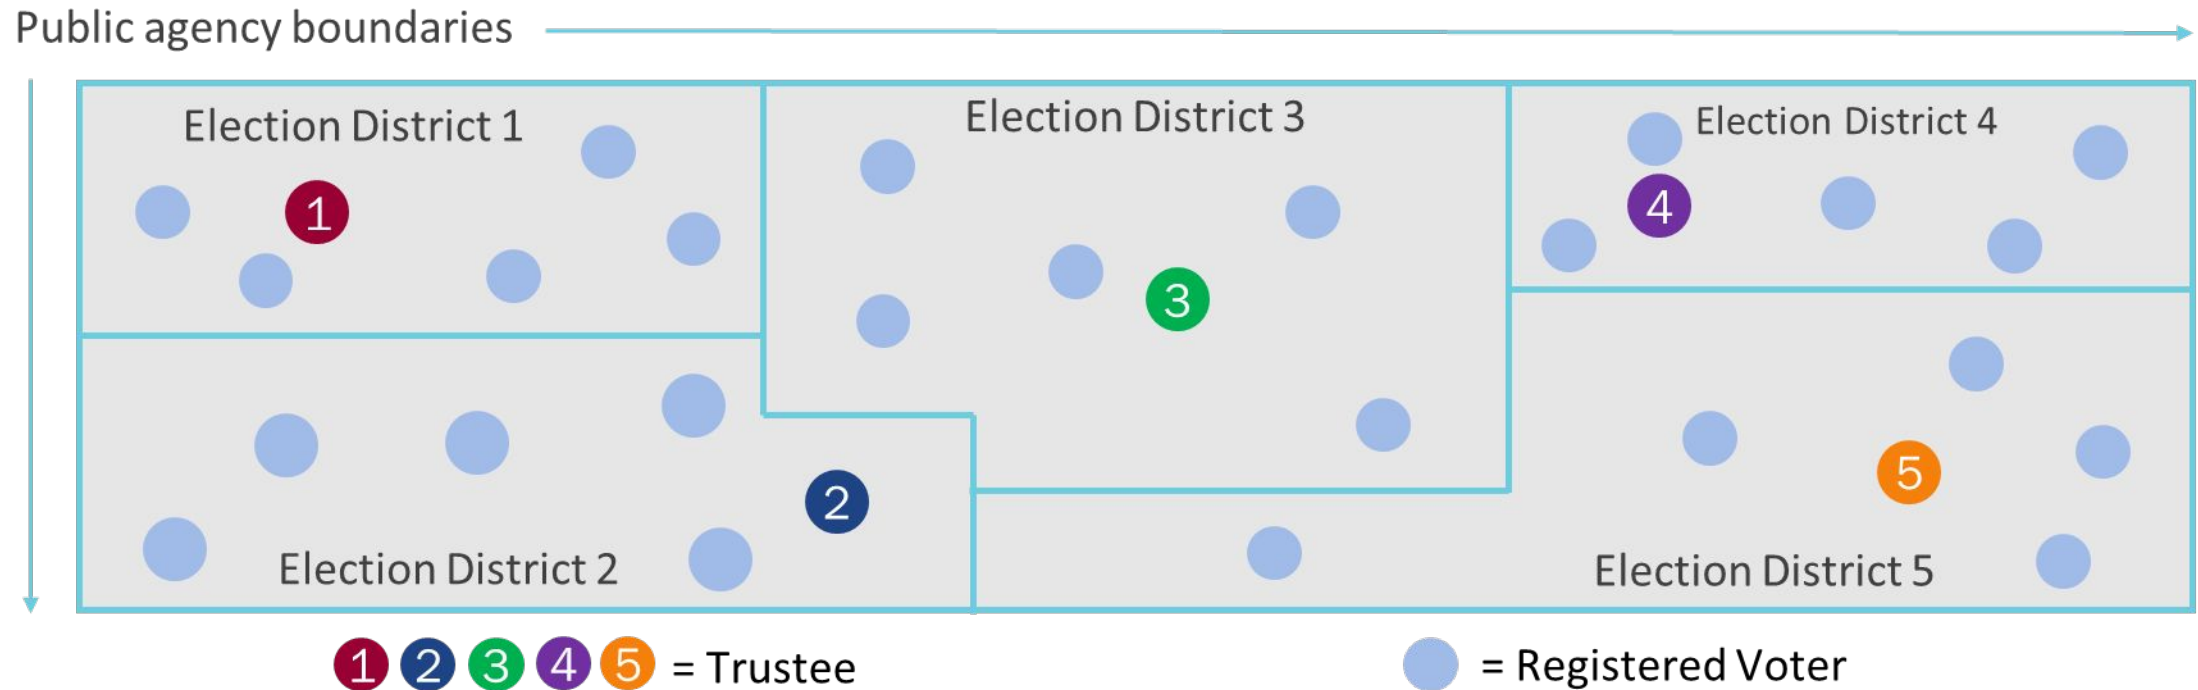 Public agency boundaries
Election District 1
Election District 3
Election District 4
1
4
3
2
5
Election District 2
Election District 5
1 2 3 4 5 = Trustee
= Registered Voter